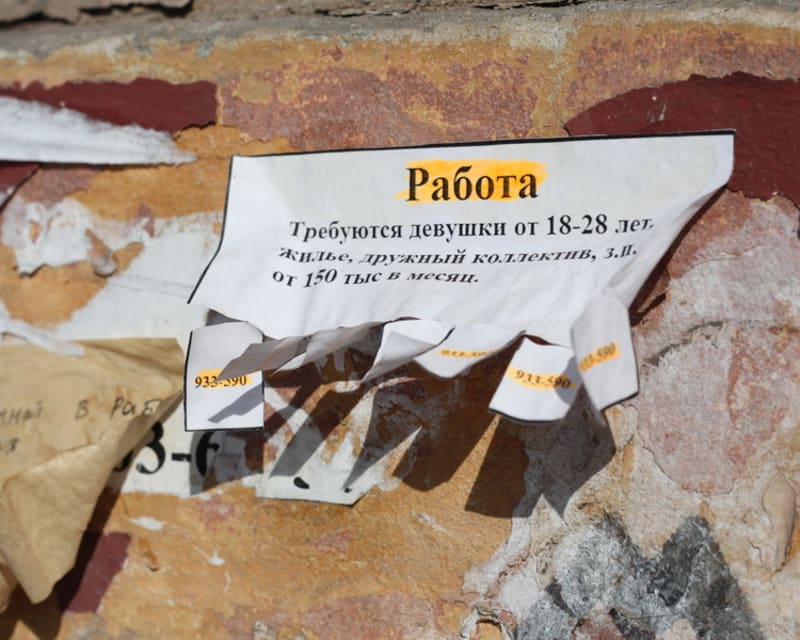 Работа
Требуются девушки от 18-28 лет,
жилье, дружный коллектив, з.п.
от 150 тыс в месяц.
933-590
933-590
933-590
В РАБ